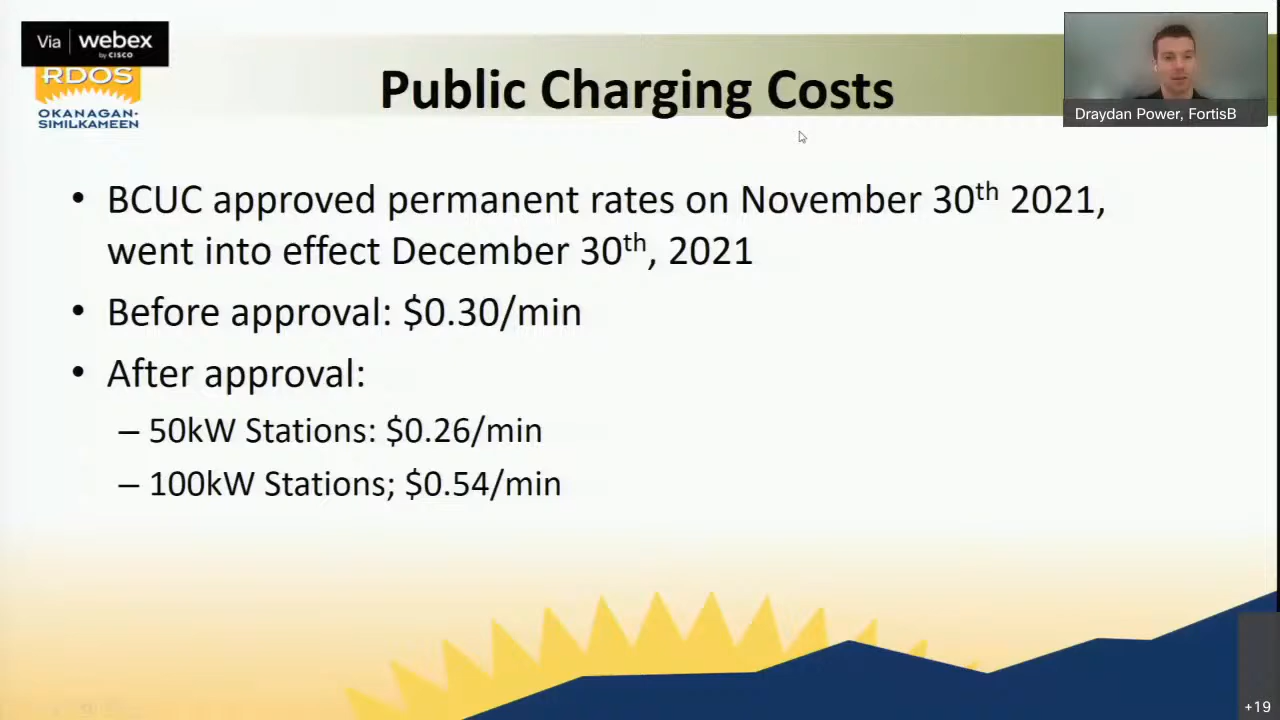 Via webex
by CISCO
RDOS
OKANAGAN-
SIMILKAMEEN
Public Charging Costs
Draydan Power, FortisB
• BCUC approved permanent rates on November 30th 2021,
went into effect December 30th, 2021
• Before approval: $0.30/min
• After approval:
– 50kW Stations: $0.26/min
– 100kW Stations; $0.54/min
+19